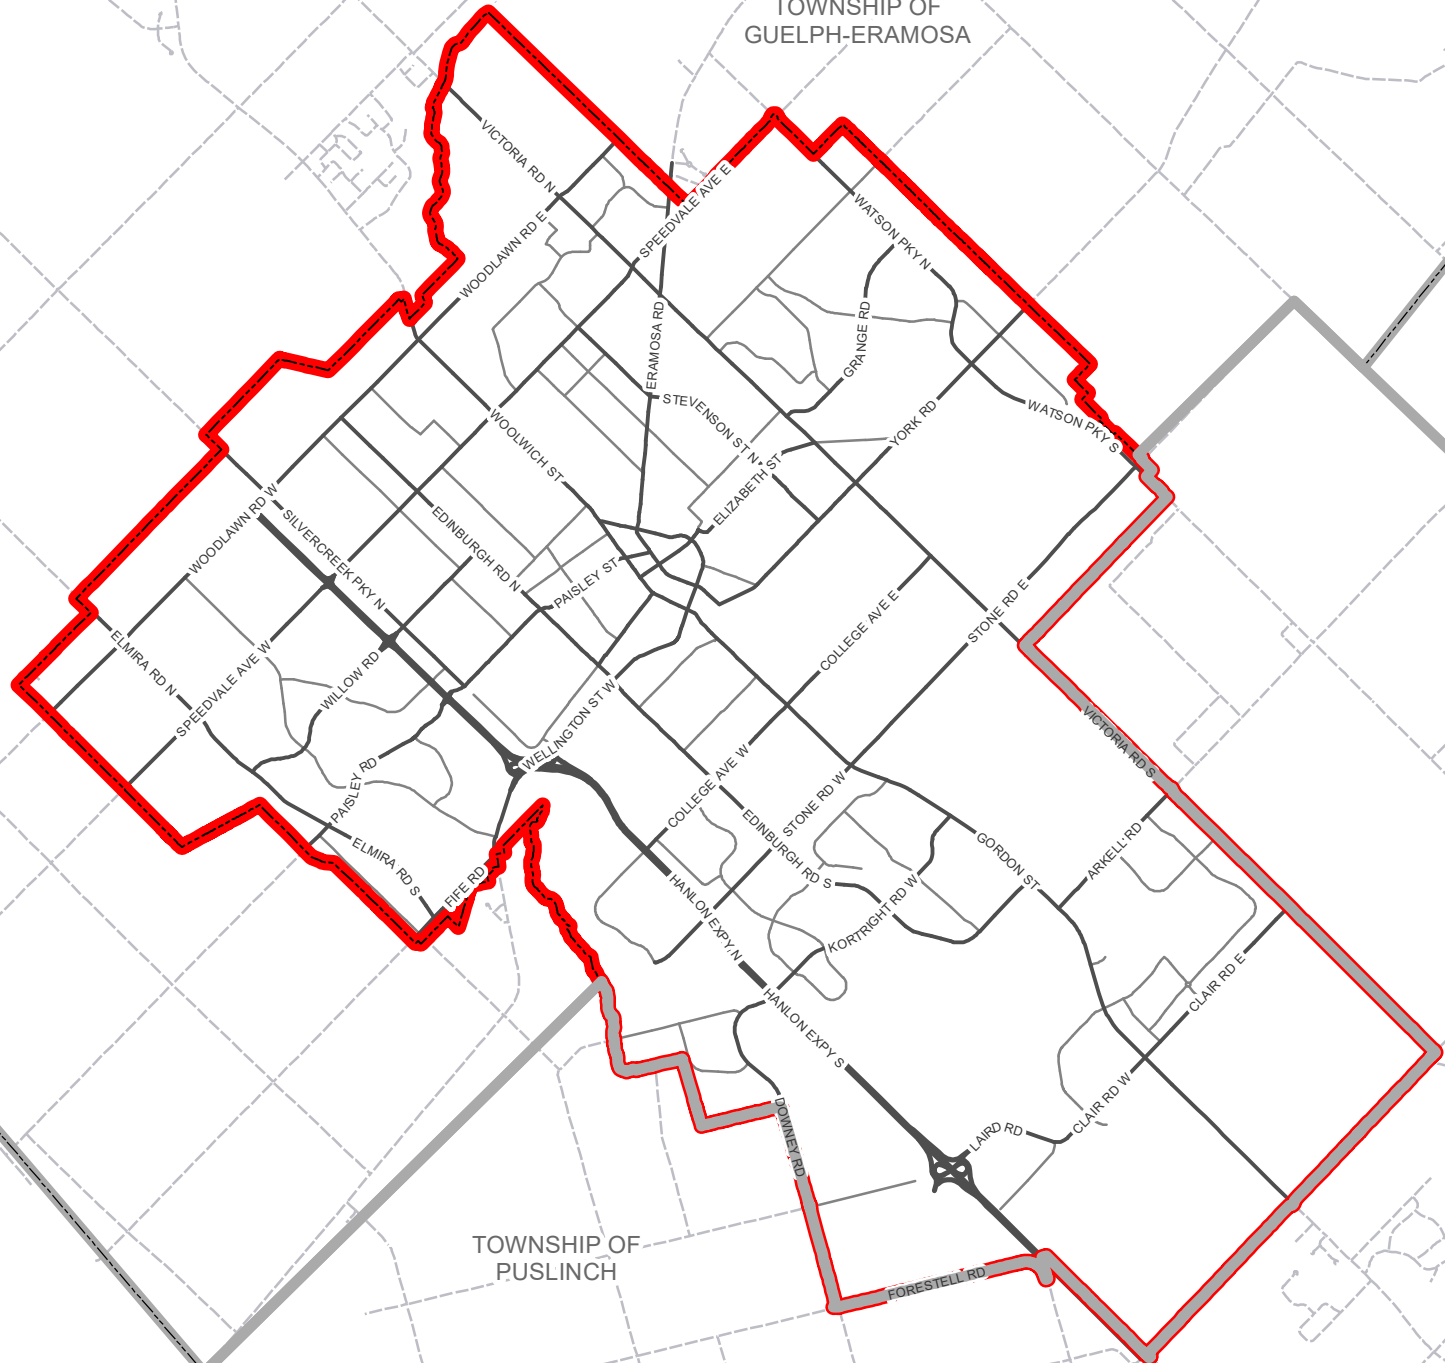 TOWNSHIP OF
GUELPH-ERAMOSA
VICTORIA RD N
SPEEDVALE AVE E
WOODLAWN RD E
WATSON PKY N
ERAMOSA RD
GRANGE RD
STEVENSON ST N
YORK RD
WATSON PKY S
WOOLWICH ST
ELIZABETH ST
WOODLAWN RD W
SILVERCREEK PKY N
EDINBURGH RD N
PAISLEY ST
COLLEGE AVE E
STONE RD E
ELMIRA RD N
SPEEDVALE AVE W
WILLOW RD
WELLINGTON ST W
VICTORIA RD S
PAISLEY RD
COLLEGE AVE W
STONE RD W
EDINBURGH RD S
ELMIRA RD S
FIFE RD
GORDON ST
ARKELL RD
HANLON EXPY N
KORTRIGHT RD W
CLAIR RD E
HANLON EXPY S
DOWNEY RD
LAIRD RD
CLAIR RD W
TOWNSHIP OF
PUSLINCH
FORESTELL RD